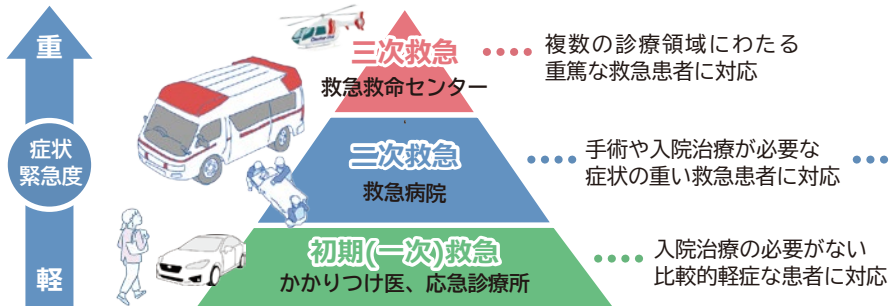 重
三次救急
救急救命センター
複数の診療領域にわたる
重篤な救急患者に対応
症状
緊急度
二次救急
救急病院
手術や入院治療が必要な
症状の重い救急患者に対応
軽
初期(一次)救急
かかりつけ医、応急診療所
入院治療の必要がない
比較的軽症な患者に対応